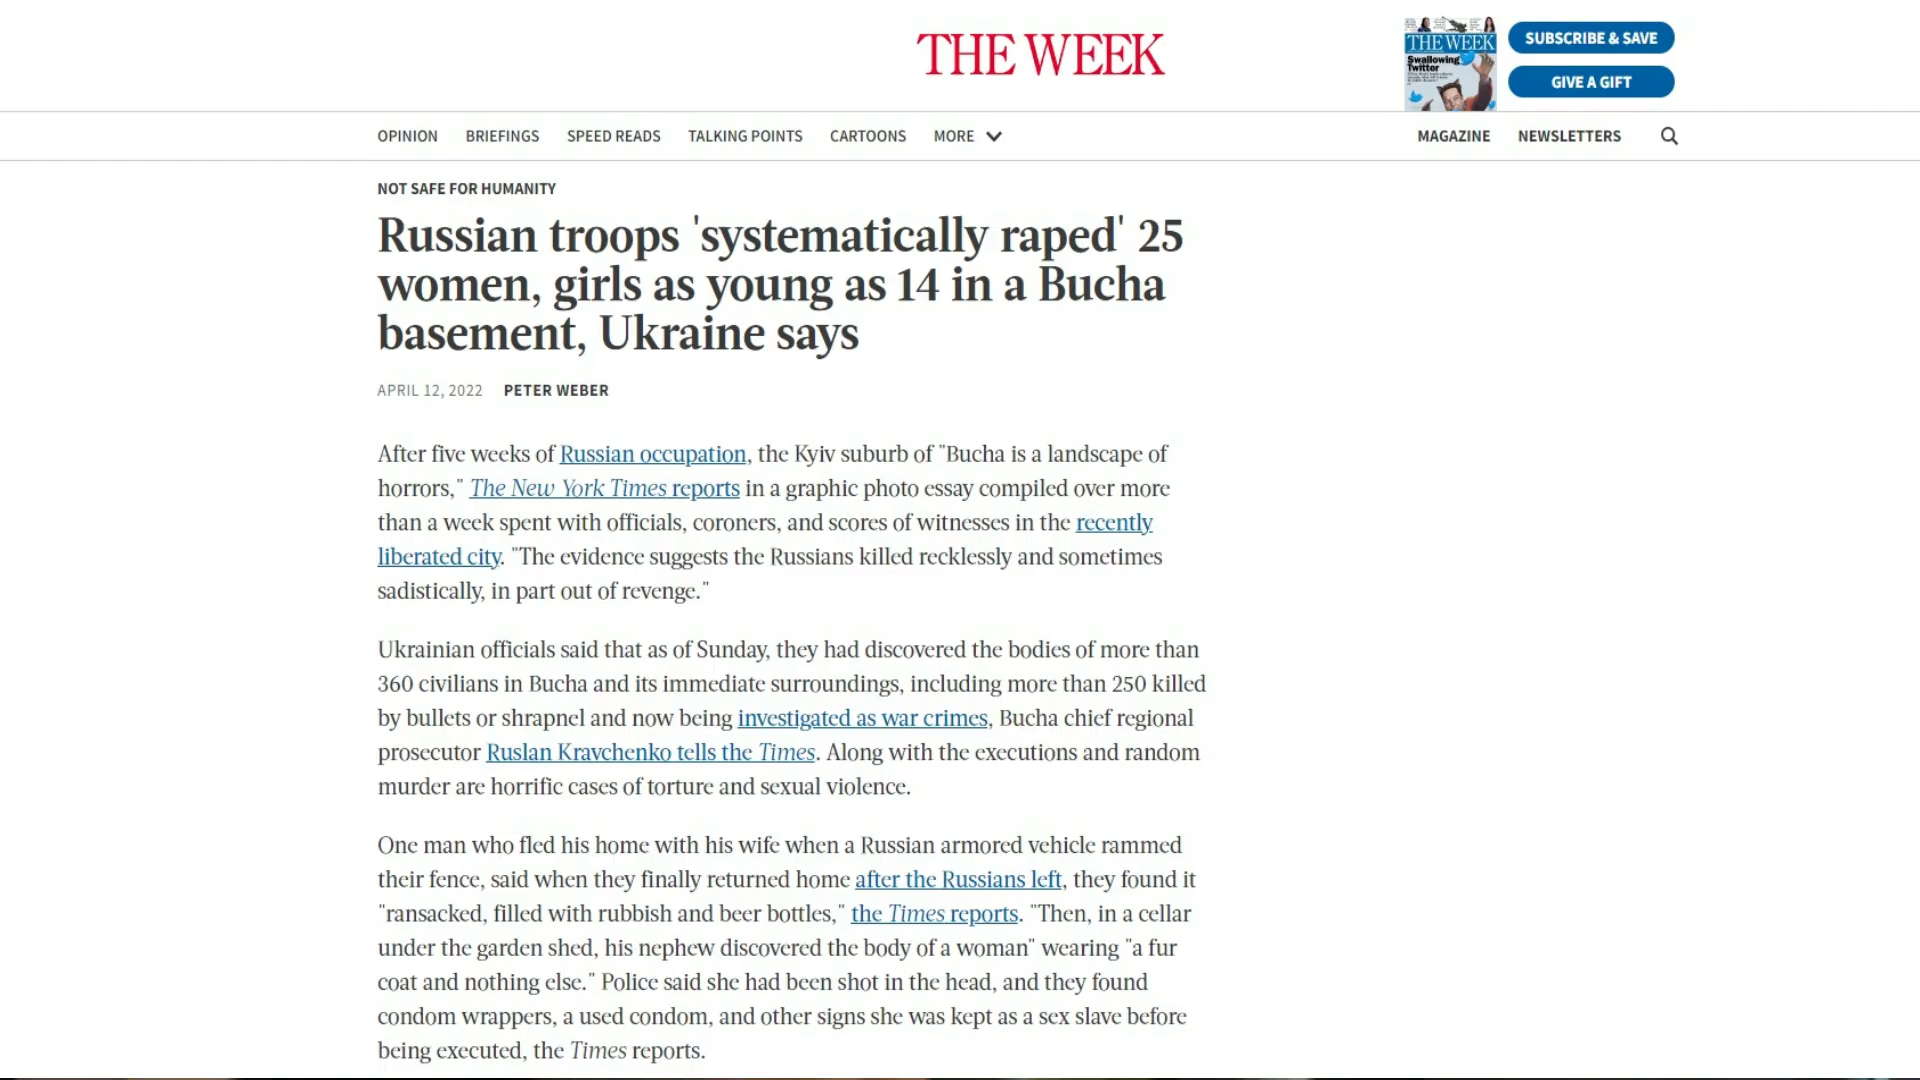 THE WEEK
THE WEEK
Swallowing
Twitter
SUBSCRIBE & SAVE
GIVE A GIFT
OPINION BRIEFINGS SPEED READS TALKING POINTS CARTOONS MORE MAGAZINE NEWSLETTERS
NOT SAFE FOR HUMANITY
Russian troops 'systematically raped' 25
women, girls as young as 14 in a Bucha
basement, Ukraine says
APRIL 12, 2022 PETER WEBER
After five weeks of Russian occupation, the Kyiv suburb of "Bucha is a landscape of
horrors," The New York Times reports in a graphic photo essay compiled over more
than a week spent with officials, coroners, and scores of witnesses in the recently
liberated city. "The evidence suggests the Russians killed recklessly and sometimes
sadistically, in part out of revenge."
Ukrainian officials said that as of Sunday, they had discovered the bodies of more than
360 civilians in Bucha and its immediate surroundings, including more than 250 killed
by bullets or shrapnel and now being investigated as war crimes, Bucha chief regional
prosecutor Ruslan Kravchenko tells the Times. Along with the executions and random
murder are horrific cases of torture and sexual violence.
One man who fled his home with his wife when a Russian armored vehicle rammed
their fence, said when they finally returned home after the Russians left, they found it
"ransacked, filled with rubbish and beer bottles," the Times reports. "Then, in a cellar
under the garden shed, his nephew discovered the body of a woman" wearing "a fur
coat and nothing else." Police said she had been shot in the head, and they found
condom wrappers, a used condom, and other signs she was kept as a sex slave before
being executed, the Times reports.